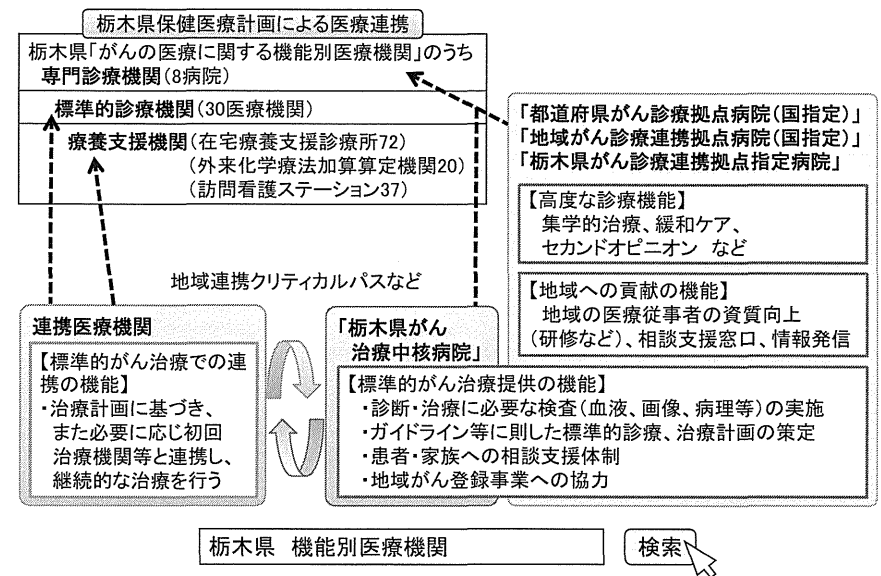 栃木県保健医療計画による医療連携
栃木県「がんの医療に関する機能別医療機関」のうち
専門診療機関(8病院)
標準的診療機関(30医療機関)
療養支援機関(在宅療養支援診療所72)
(外来化学療法加算算定機関20)
(訪問看護ステーション37)
「都道府県がん診療拠点病院(国指定)」
「地域がん診療連携拠点病院(国指定)」
「栃木県がん診療連携拠点指定病院」
【高度な診療機能】
集学的治療、緩和ケア、
セカンドオピニオン など
【地域への貢献の機能】
地域の医療従事者の資質向上
(研修など)、相談支援窓口、情報発信
地域連携クリティカルパスなど
連携医療機関
【標準的がん治療での連
携の機能】
・治療計画に基づき、
また必要に応じ初回
治療機関等と連携し、
継続的な治療を行う
「栃木県がん
治療中核病院」
【標準的がん治療提供の機能】
・診断・治療に必要な検査(血液、画像、病理等)の実施
・ガイドライン等に則した標準的診療、治療計画の策定
・患者・家族への相談支援体制
・地域がん登録事業への協力
栃木県 機能別医療機関
検索